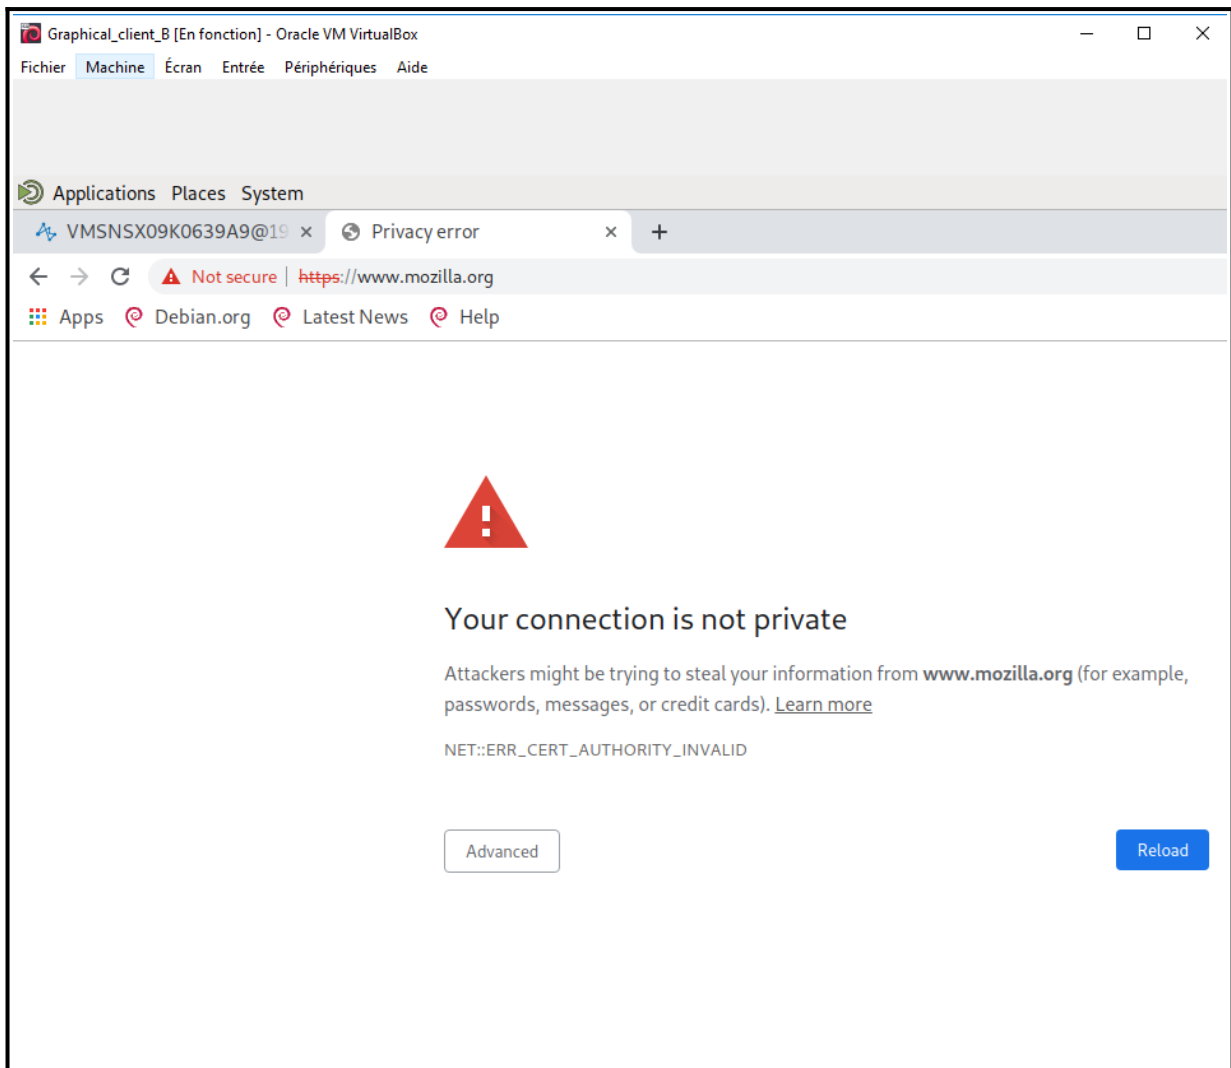 Graphical_client_B [En fonction] - Oracle VM VirtualBox
Fichier Machine Écran Entrée Périphériques Aide
Applications Places System
VMSNSX09K0639A9@19 Privacy error
Not secure https://www.mozilla.org
Apps Debian.org Latest News Help
Your connection is not private
Attackers might be trying to steal your information from www.mozilla.org (for example,
passwords, messages, or credit cards). Learn more
NET::ERR_CERT_AUTHORITY_INVALID
Advanced Reload